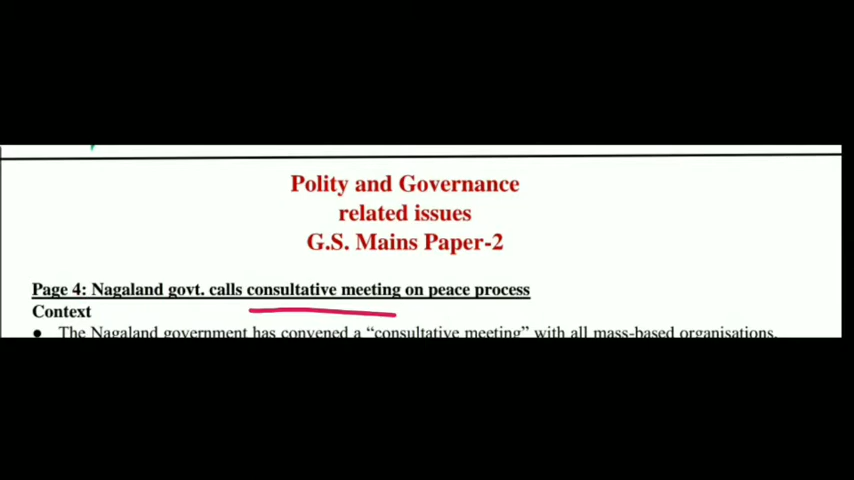 Polity and Governance
related issues
G.S. Mains Paper-2
Page 4: Nagaland govt. calls consultative meeting on peace process
Context
● The Nagaland government has convened a “consultative meeting” with all mass-based organisations,